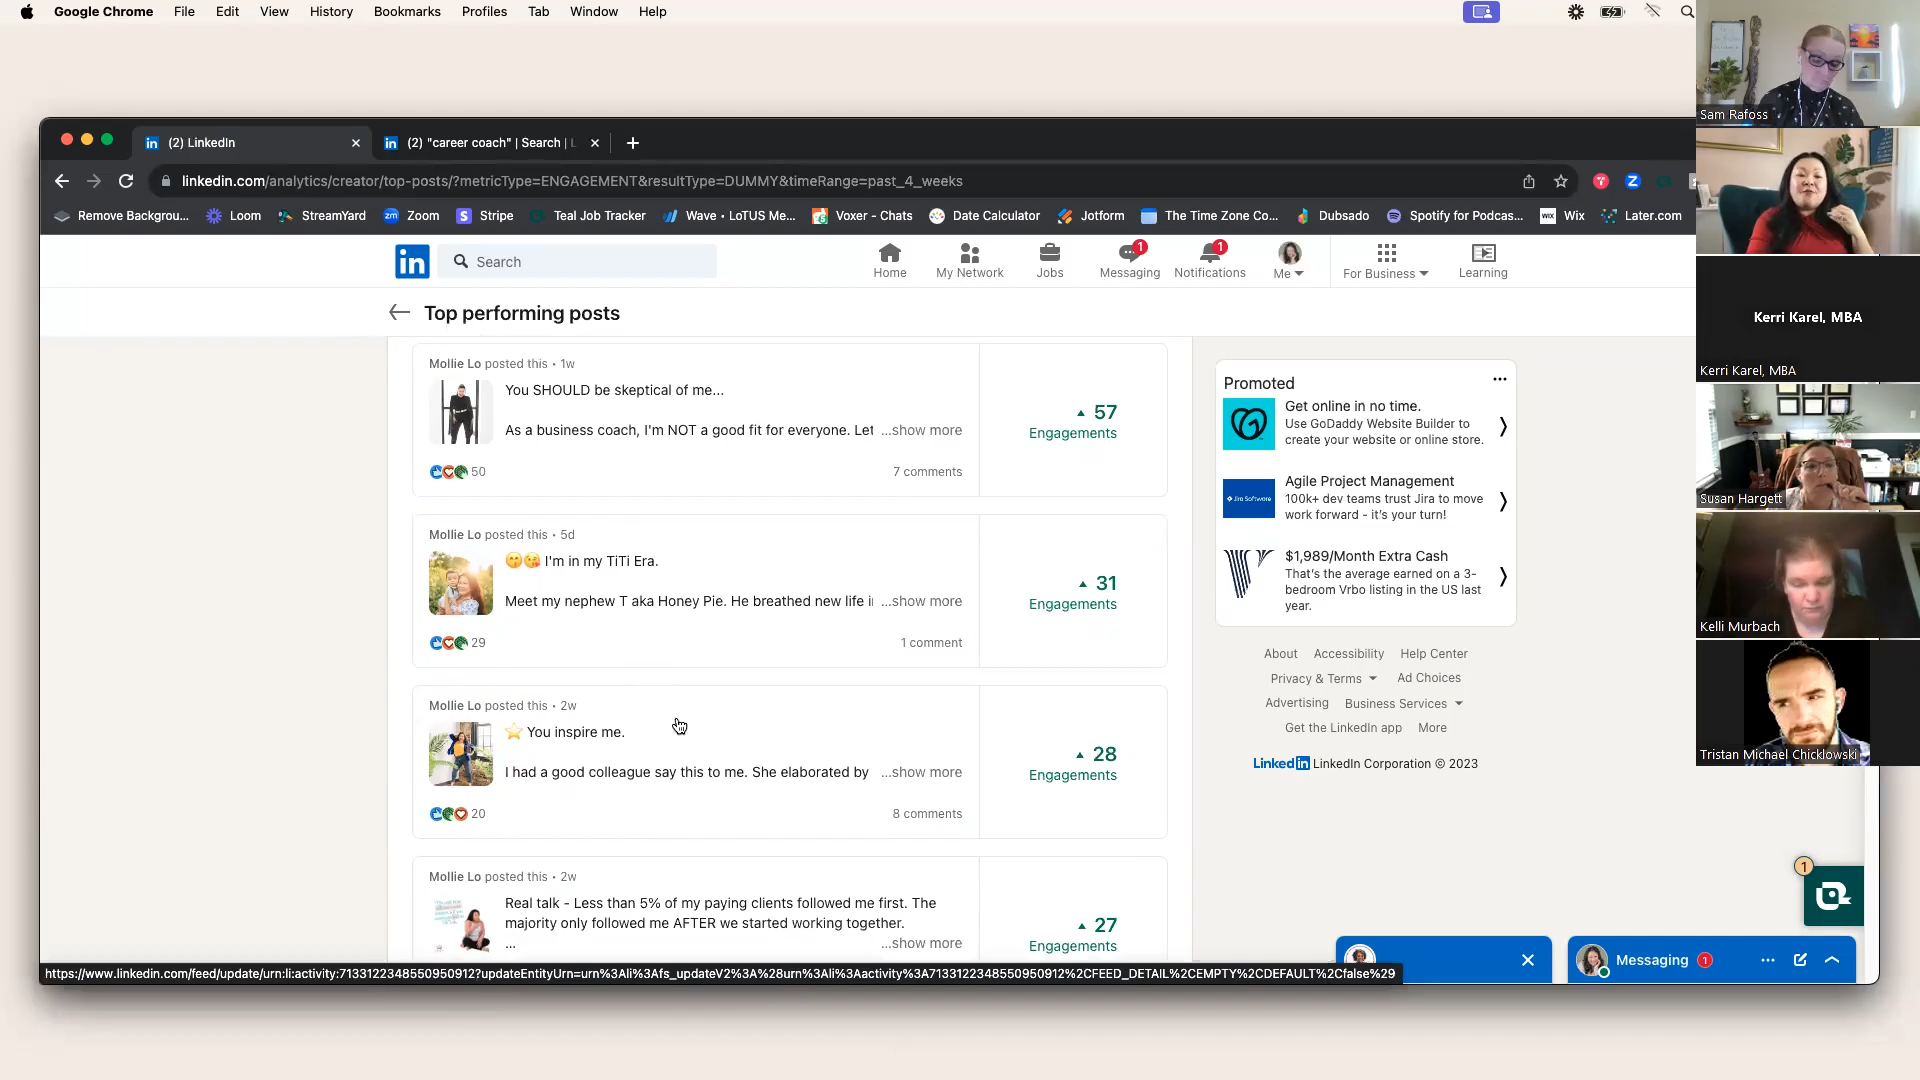 Google Chrome File Edit View History Bookmarks Profiles Tab Window Help
(2) LinkedIn
(2) "career coach" | Search | L
linkedin.com/analytics/creator/top-posts/?metricType=ENGAGEMENT&resultType=DUMMY&timeRange=past_4_weeks
Remove Backgrou... Loom StreamYard Zoom Stripe Teal Job Tracker Wave • LoTUS Me... Voxer - Chats Date Calculator Jotform The Time Zone Co... Dubsado Spotify for Podcas... Wix Later.com
Search
Home
My Network
Jobs
1
Messaging
1
Notifications
Me
For Business
Learning
Top performing posts
Mollie Lo posted this • 1w
You SHOULD be skeptical of me...
As a business coach, I'm NOT a good fit for everyone. Let ...show more
50
7 comments
57
Engagements
Mollie Lo posted this • 5d
🤭😘 I'm in my TiTi Era.
Meet my nephew T aka Honey Pie. He breathed new life i ...show more
29
1 comment
31
Engagements
Mollie Lo posted this • 2w
⭐ You inspire me.
I had a good colleague say this to me. She elaborated by ...show more
20
8 comments
28
Engagements
Mollie Lo posted this • 2w
Real talk - Less than 5% of my paying clients followed me first. The
majority only followed me AFTER we started working together.
...
...show more
27
Engagements
Promoted
Get online in no time.
Use GoDaddy Website Builder to
create your website or online store.
Jira Software
Agile Project Management
100k+ dev teams trust Jira to move
work forward - it's your turn!
$1,989/Month Extra Cash
That's the average earned on a 3-
bedroom Vrbo listing in the US last
year.
About Accessibility Help Center
Privacy & Terms Ad Choices
Advertising Business Services
Get the LinkedIn app More
LinkedIn LinkedIn Corporation © 2023
1
Messaging 1
https://www.linkedin.com/feed/update/urn:li:activity:7133122348550950912?updateEntityUrn=urn%3Ali%3Afs_updateV2%3A%28urn%3Ali%3Aactivity%3A7133122348550950912%2CFEED_DETAIL%2CEMPTY%2CDEFAULT%2Cfalse%29
Sam Rafoss
Kerri Karel, MBA
Kerri Karel, MBA
Susan Hargett
Kelli Murbach
Tristan Michael Chicklowski